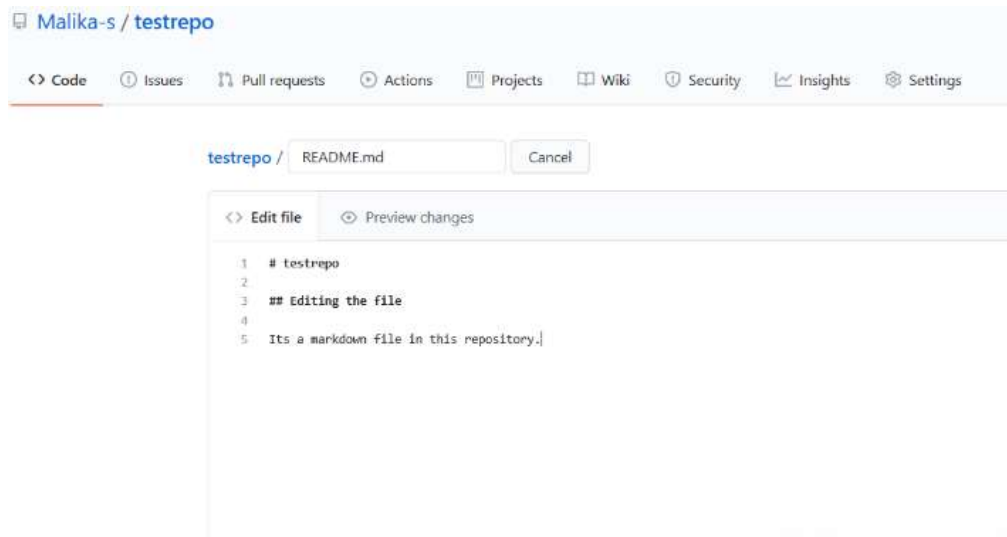 Malika-s / testrepo
<> Code Issues Pull requests Actions Projects Wiki Security Insights Settings
testrepo / README.md Cancel
<> Edit file Preview changes
1 # testrepo
2
3 ## Editing the file
4
5 Its a markdown file in this repository.